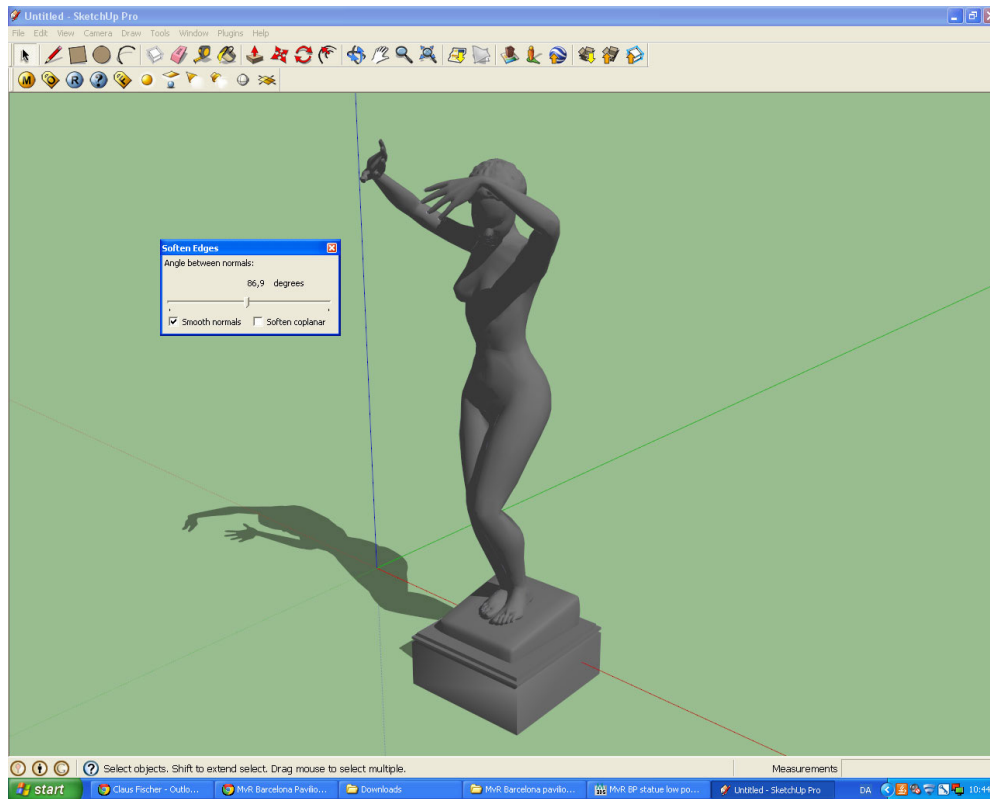 Untitled - SketchUp Pro
File Edit View Camera Draw Tools Window Plugins Help
M R ?
Soften Edges
Angle between normals:
86,9 degrees
Smooth normals Soften coplanar
? Select objects. Shift to extend select. Drag mouse to select multiple.
Measurements
start
Claus Fischer - Outlo...
MvR Barcelona Pavilio...
Downloads
MvR Barcelona pavilio...
MvR BP statue low po...
Untitled - SketchUp Pro
DA
10:44